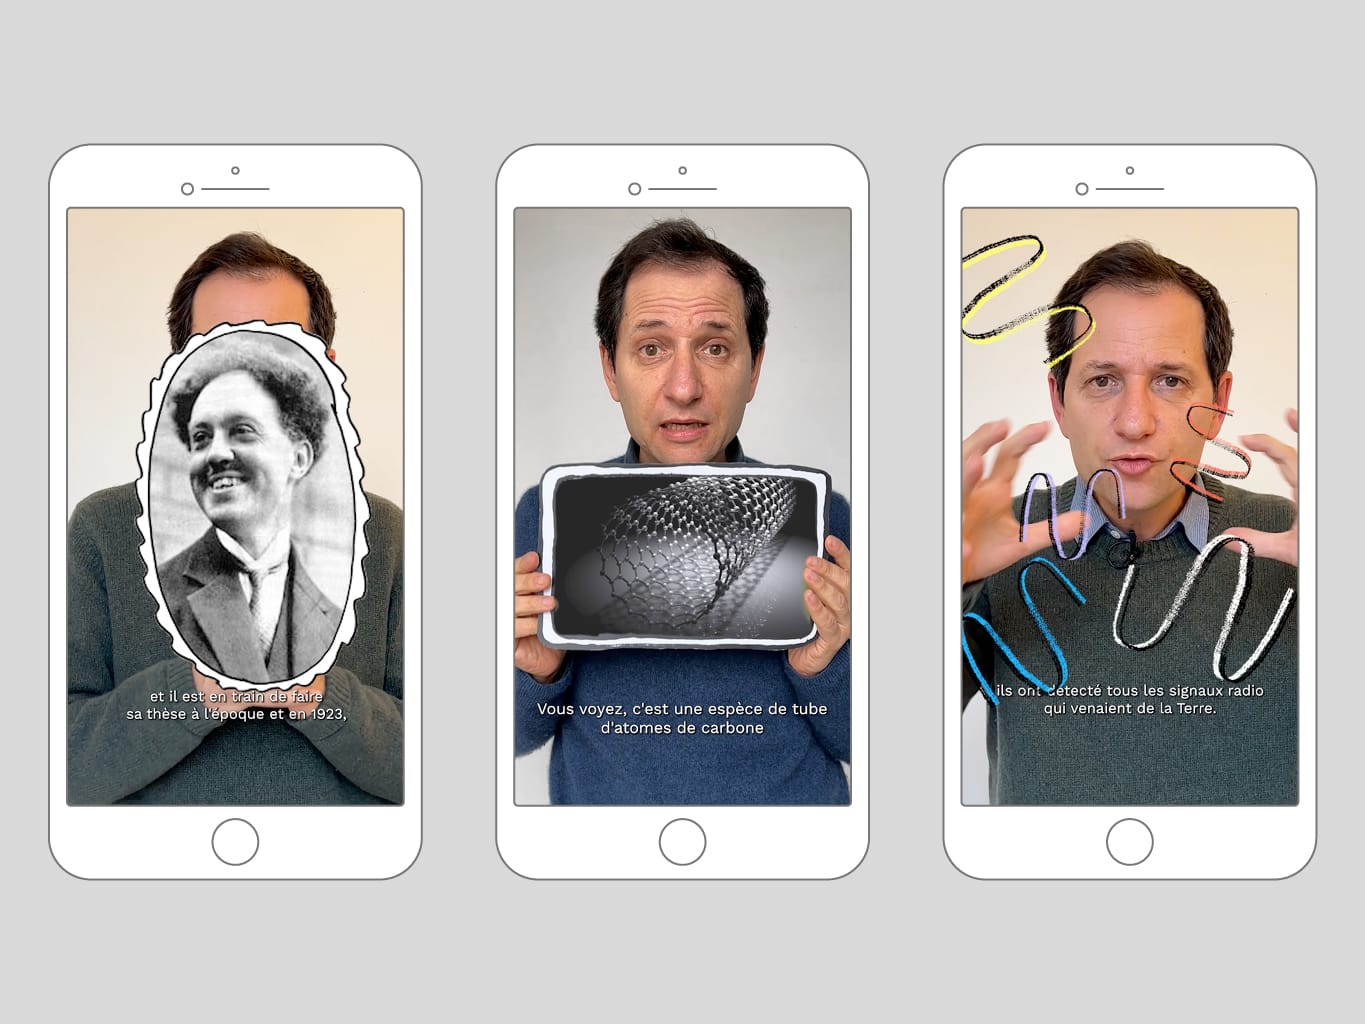 et il est en train de faire
sa thèse à l'époque et en 1923,
Vous voyez, c'est une espèce de tube
d'atomes de carbone
ils ont détecté tous les signaux radio
qui venaient de la Terre.